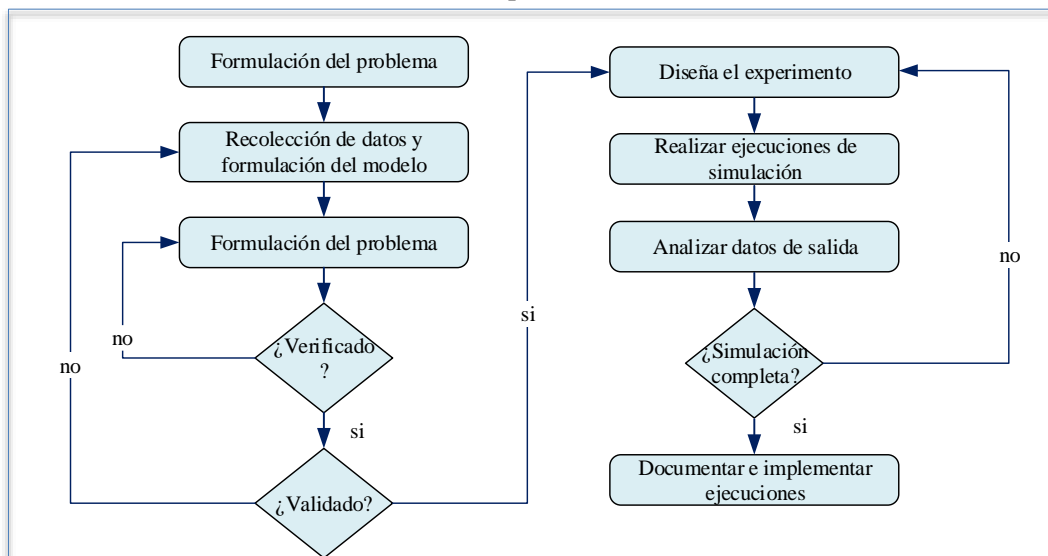 Formulación del problema
Recolección de datos y
formulación del modelo
Formulación del problema
¿Verificado
?
no
no
si
¿Validado?
si
Diseña el experimento
Realizar ejecuciones de
simulación
Analizar datos de salida
no
¿Simulación
completa?
si
Documentar e implementar
ejecuciones